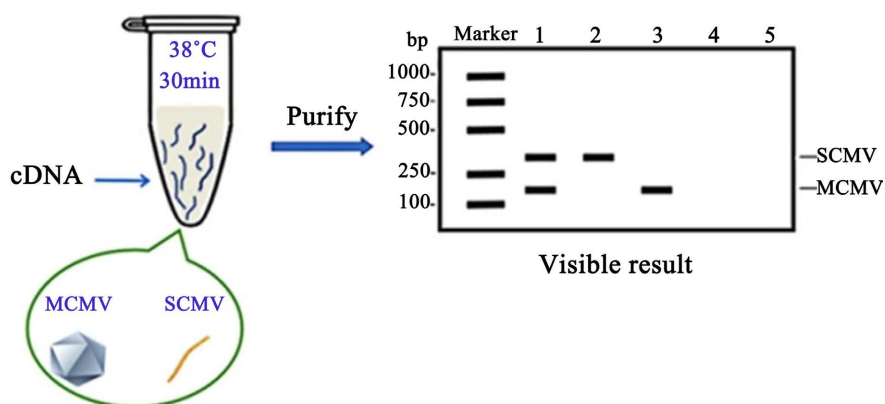 38°C
30min
cDNA
Purify
MCMV SCMV
bp Marker 1 2 3 4 5
1000
750
500
250
100
SCMV
MCMV
Visible result